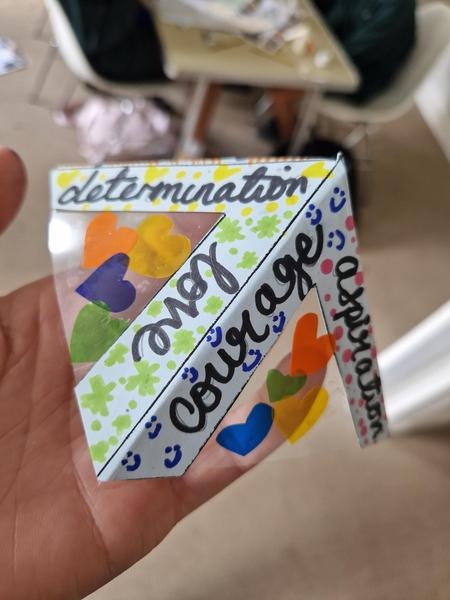 determination
love
courage
aspiration